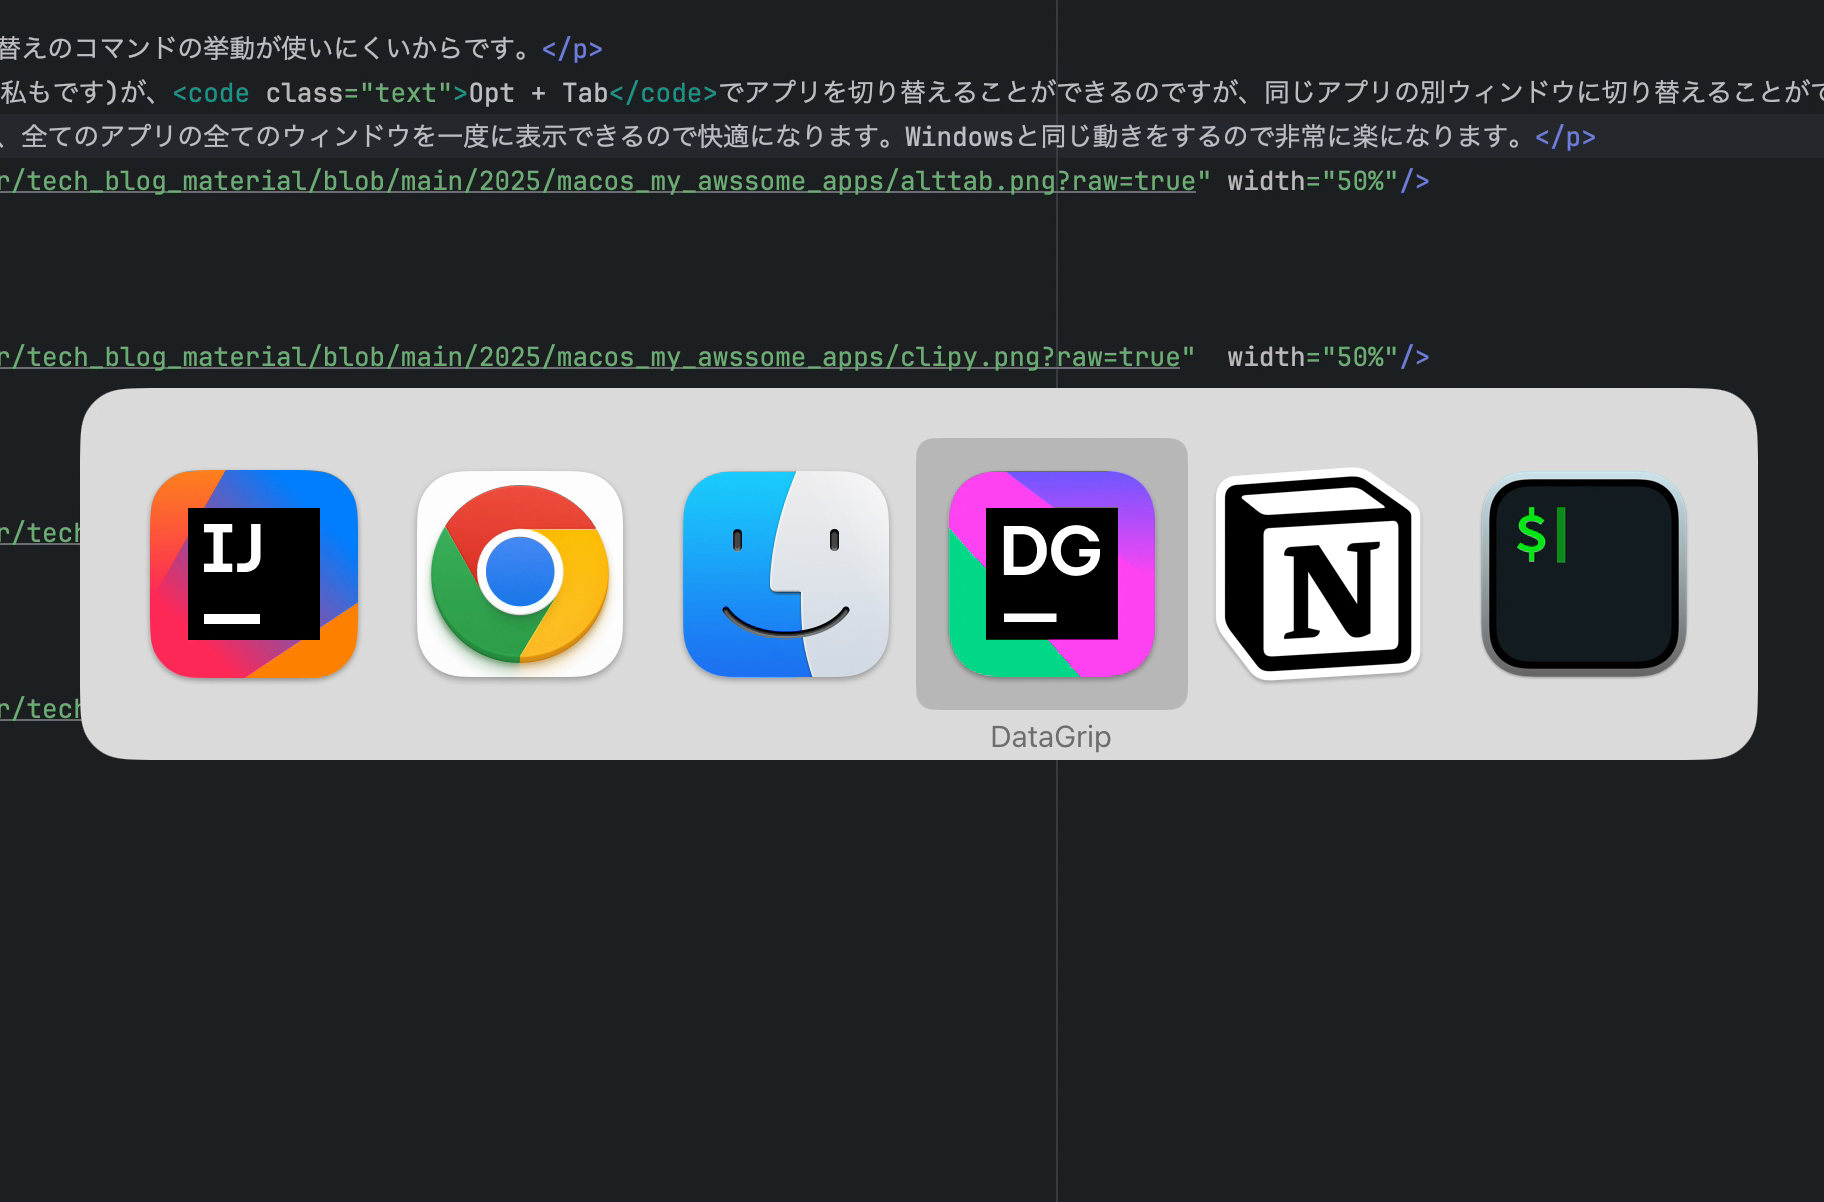 替えのコマンドの挙動が使いにくいからです。</p>
私もです)が、<code class="text">Opt + Tab</code>でアプリを切り替えることができるのですが、同じアプリの別ウィンドウに切り替えることがで
、全てのアプリの全てのウィンドウを一度に表示できるので快適になります。Windowsと同じ動きをするので非常に楽になります。</p>
r/tech_blog_material/blob/main/2025/macos_my_awssome_apps/alttab.png?raw=true" width="50%"/>
r/tech_blog_material/blob/main/2025/macos_my_awssome_apps/clipy.png?raw=true"  width="50%"/>
r/tech
r/tech
IJ
DG
N
$
DataGrip